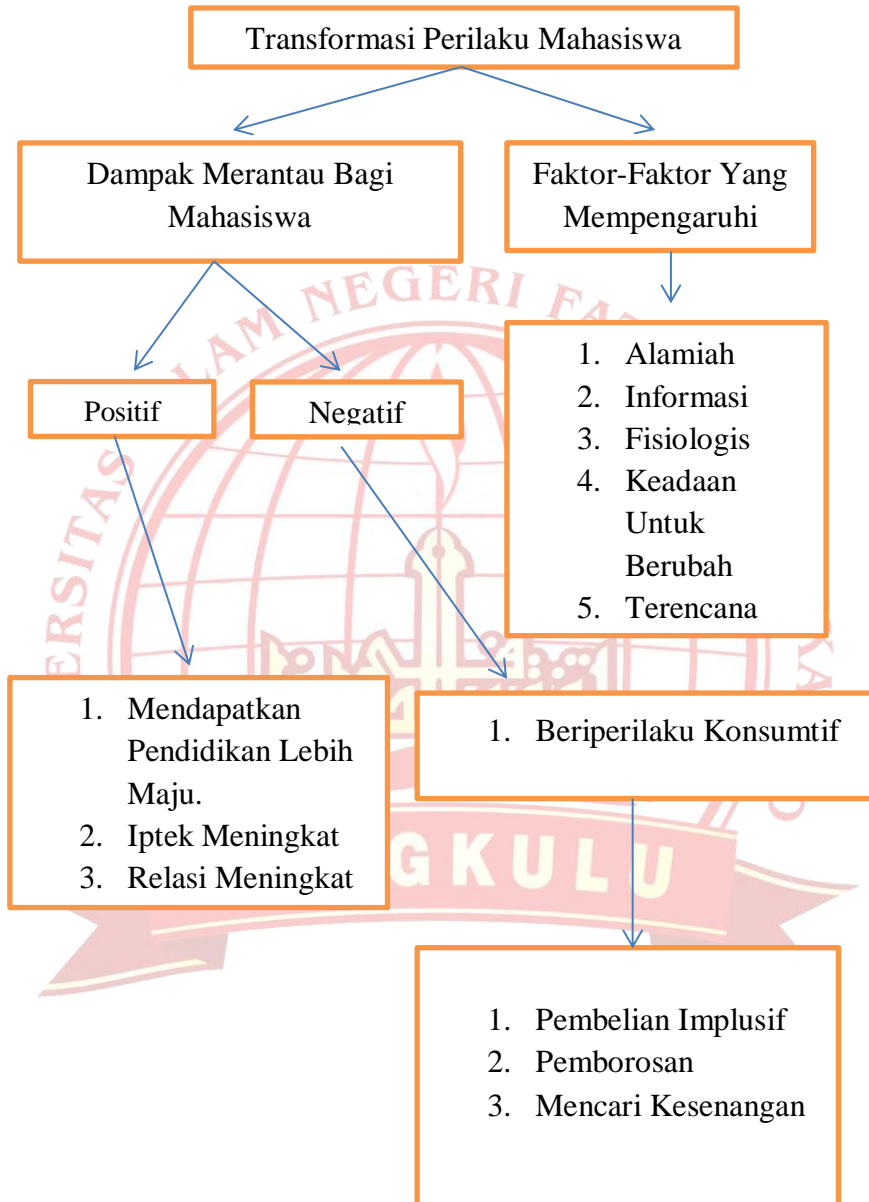 Transformasi Perilaku Mahasiswa
Dampak Merantau Bagi
Mahasiswa
Faktor-Faktor Yang
Mempengaruhi
Positif
Negatif
1. Alamiah
2. Informasi
3. Fisiologis
4. Keadaan
Untuk
Berubah
5. Terencana
1. Mendapatkan
Pendidikan Lebih
Maju.
2. Iptek Meningkat
3. Relasi Meningkat
1. Beriperilaku Konsumtif
1. Pembelian Implusif
2. Pemborosan
3. Mencari Kesenangan
NEGERI
GKULU